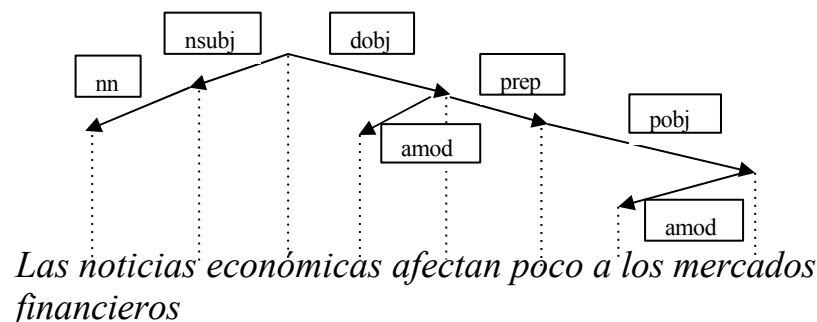 nsubj dobj
nn prep
pobj
amod
amod
Las noticias económicas afectan poco a los mercados
financieros